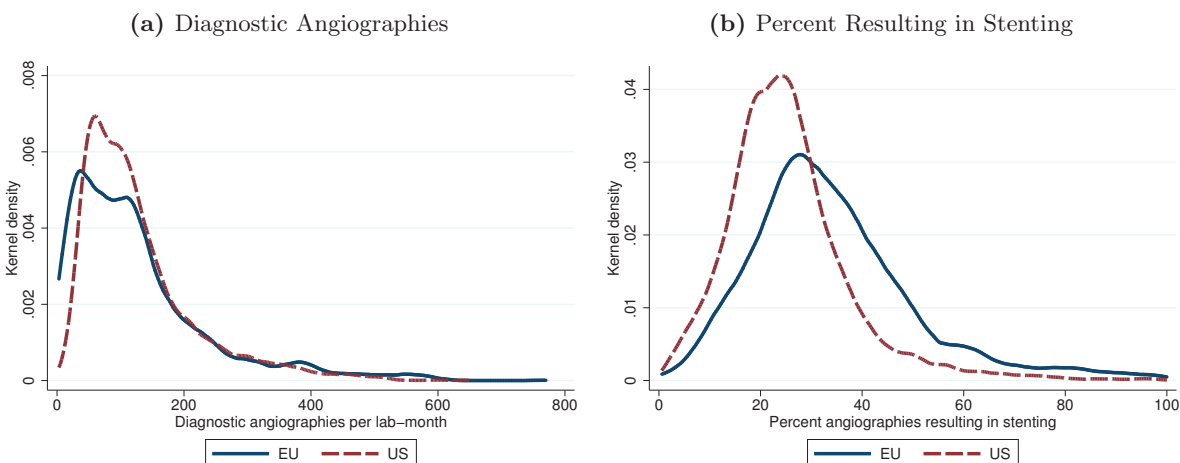 (a) Diagnostic Angiographies
Kernel density
.008
.006
.004
.002
0
0 200 400 600 800
Diagnostic angiographies per lab−month
EU US
(b) Percent Resulting in Stenting
Kernel density
.04
.03
.02
.01
0
0 20 40 60 80 100
Percent angiographies resulting in stenting
EU US